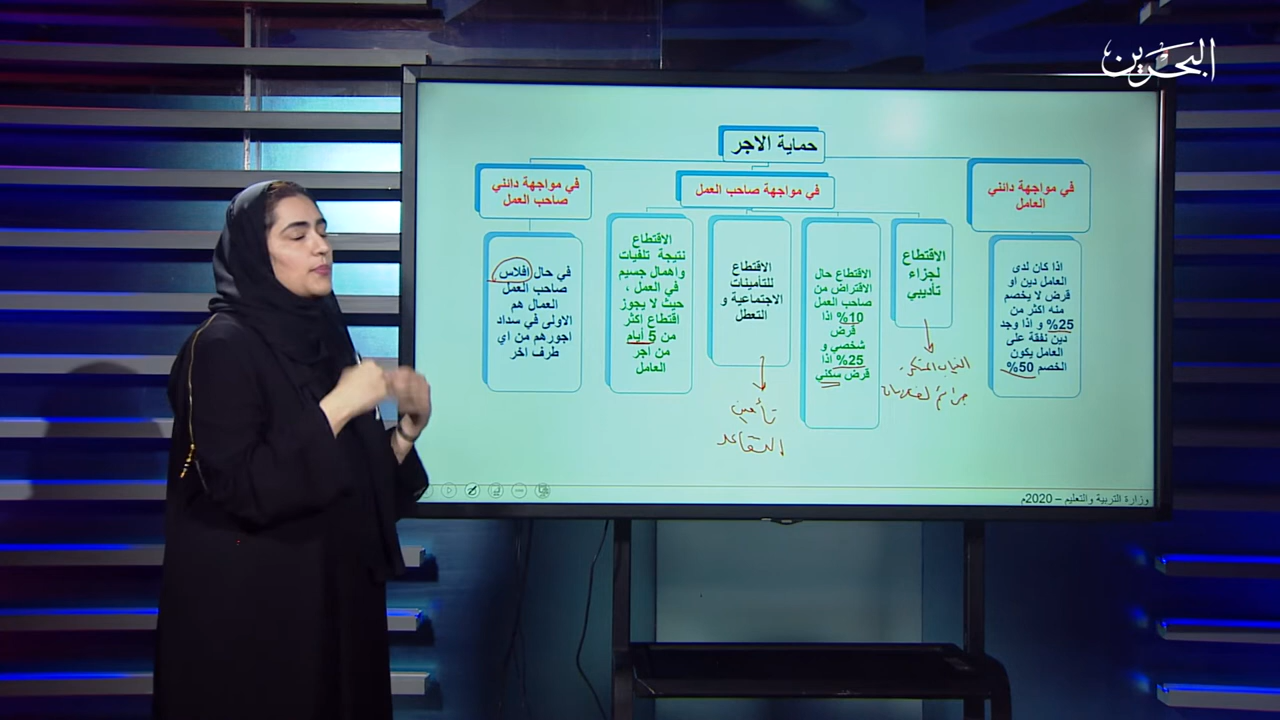 البحرين
حماية الاجر
في مواجهة دائني
العامل
اذا كان لدى
العامل دين او
قرض لا يخصم
منه اكثر من
25% و اذا وجد
دين نفقة على
العامل يكون
الخصم 50%
في مواجهة صاحب العمل
الاقتطاع
لجزاء
تأديبي
الاقتطاع حال
الاقتراض من
صاحب العمل
10% اذا
قرض
شخصي و
25% اذا
قرض سكني
الاقتطاع
للتأمينات
الاجتماعية و
التعطل
تأمين
التقاعد
الاقتطاع
نتيجة تلفيات
واهمال جسيم
في العمل ،
حيث لا يجوز
اقتطاع اكثر
من 5 أيام
من اجر
العامل
في مواجهة دائني
صاحب العمل
في حال افلاس
صاحب العمل
العمال هم
الاولى في سداد
اجورهم من اي
طرف اخر
وزارة التربية والتعليم – 2020م